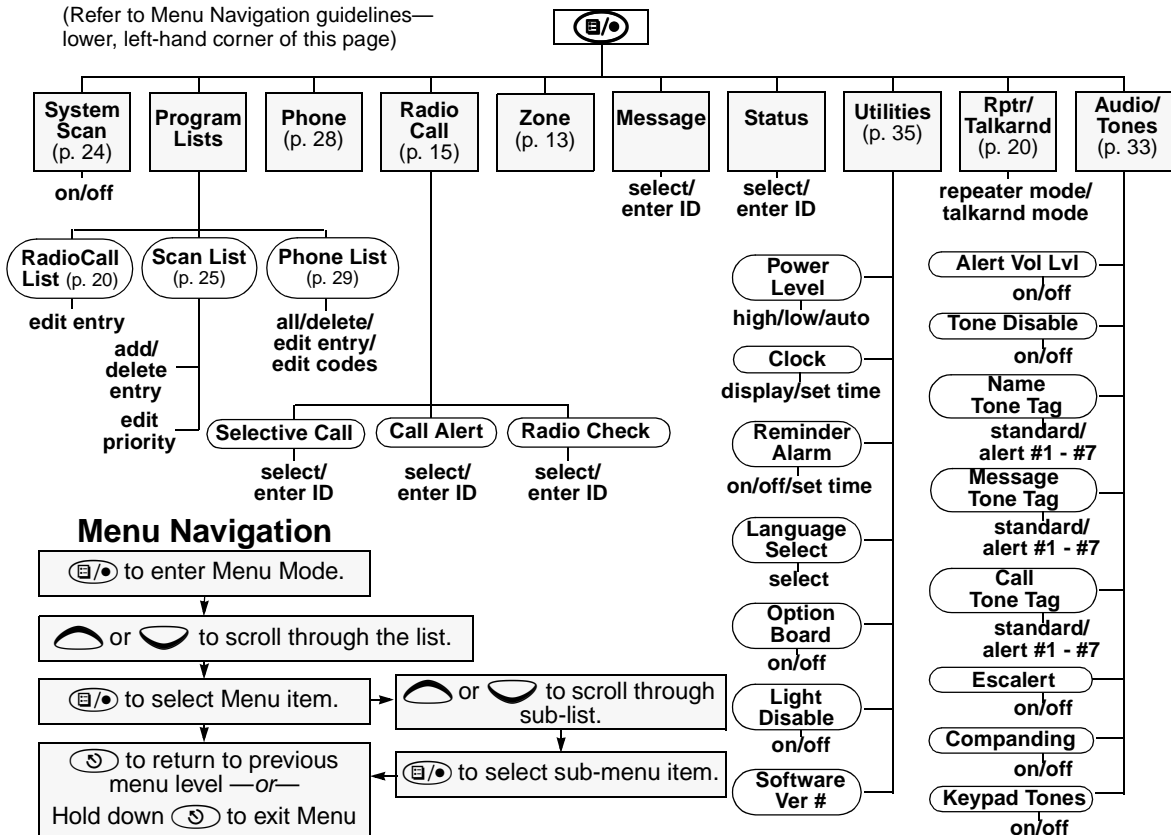 (Refer to Menu Navigation guidelines—
lower, left-hand corner of this page)
System
Scan
(p. 24)
on/off
Program
Lists
Phone
(p. 28)
Radio
Call
(p. 15)
Zone
(p. 13)
Message
select/
enter ID
Status
select/
enter ID
Utilities
(p. 35)
Rptr/
Talkarnd
(p. 20)
repeater mode/
talkarnd mode
Audio/
Tones
(p. 33)
RadioCall
List (p. 20)
edit entry
Scan List
(p. 25)
add/
delete
entry
edit
priority
Phone List
(p. 29)
all/delete/
edit entry/
edit codes
Selective Call
select/
enter ID
Call Alert
select/
enter ID
Radio Check
select/
enter ID
Power
Level
high/low/auto
Clock
display/set time
Reminder
Alarm
on/off/set time
Language
Select
select
Option
Board
on/off
Light
Disable
on/off
Software
Ver #
Alert Vol Lvl
on/off
Tone Disable
on/off
Name
Tone Tag
standard/
alert #1 - #7
Message
Tone Tag
standard/
alert #1 - #7
Call
Tone Tag
standard/
alert #1 - #7
Escalert
on/off
Companding
on/off
Keypad Tones
on/off
Menu Navigation
to enter Menu Mode.
or to scroll through the list.
to select Menu item.
or to scroll through
sub-list.
to select sub-menu item.
to return to previous
menu level —or—
Hold down to exit Menu